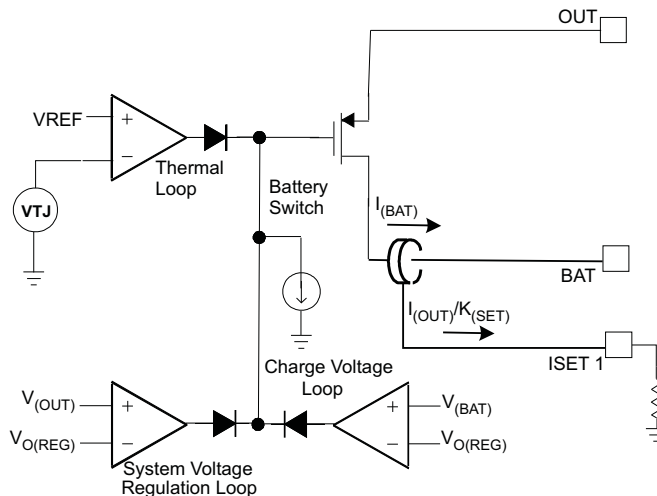 OUT
VREF
+
−
Thermal
Loop
Battery
Switch
VTJ
I(BAT)
BAT
I(OUT)/K(SET)
ISET 1
Charge Voltage
Loop
V(OUT)
+
VO(REG)
−
+
V(BAT)
−
VO(REG)
System Voltage
Regulation Loop